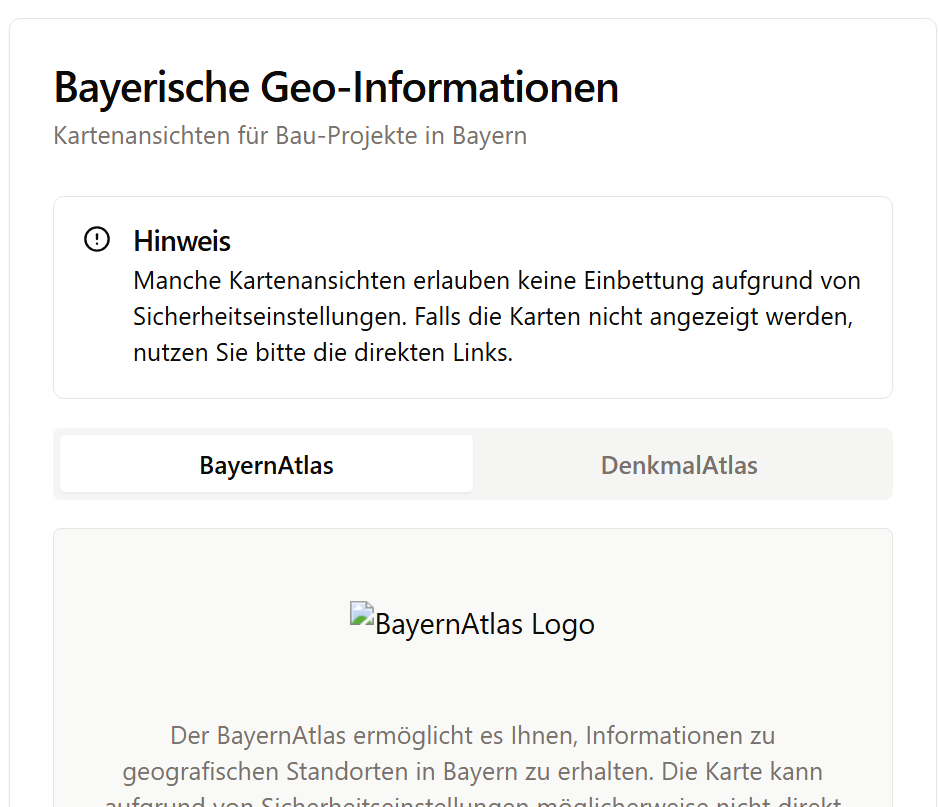 Bayerische Geo-Informationen
Kartenansichten für Bau-Projekte in Bayern
Hinweis
Manche Kartenansichten erlauben keine Einbettung aufgrund von
Sicherheitseinstellungen. Falls die Karten nicht angezeigt werden,
nutzen Sie bitte die direkten Links.
BayernAtlas
DenkmalAtlas
BayernAtlas Logo
Der BayernAtlas ermöglicht es Ihnen, Informationen zu
geografischen Standorten in Bayern zu erhalten. Die Karte kann
aufgrund von Sicherheitseinstellungen möglicherweise nicht direkt